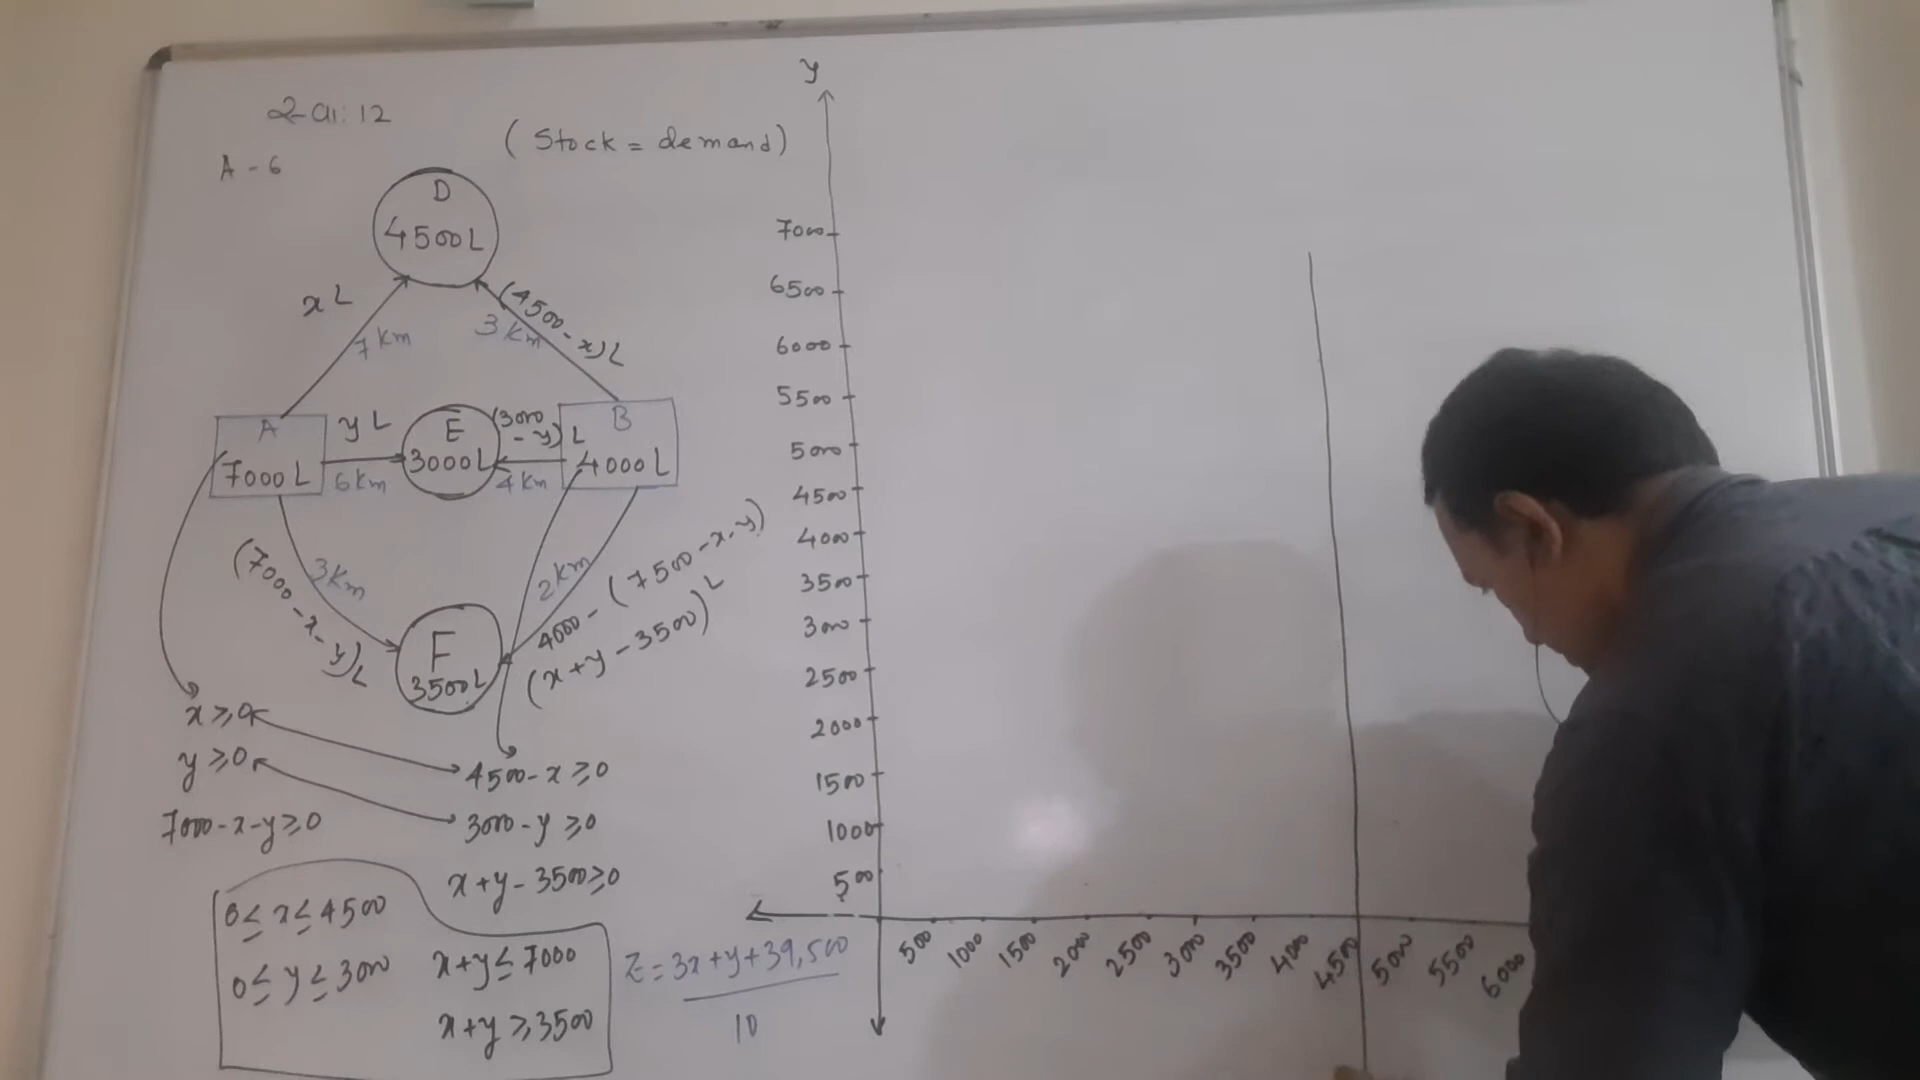 2-Q1:12
A-6
(Stock = demand)
D
4500L
x L
7 km
(4500-x)L
3 km
A
7000 L
y L
6 km
E
3000L
(3000
-y) L
4 km
B
4000 L
(7000-x-y)L
3 km
2 km
F
3500L
4000-(7500-x-y)
(x+y-3500) L
x≥0
y≥0
7000-x-y≥0
4500-x≥0
3000-y≥0
x+y-3500≥0
0≤x≤4500
0≤y≤3000
x+y≤7000
x+y≥3500
Z=3x+y+39,500
10
y
7000
6500
6000
5500
5000
4500
4000
3500
3000
2500
2000
1500
1000
500
500 1000 1500 2000 2500 3000 3500 4000 4500 5000 5500 6000